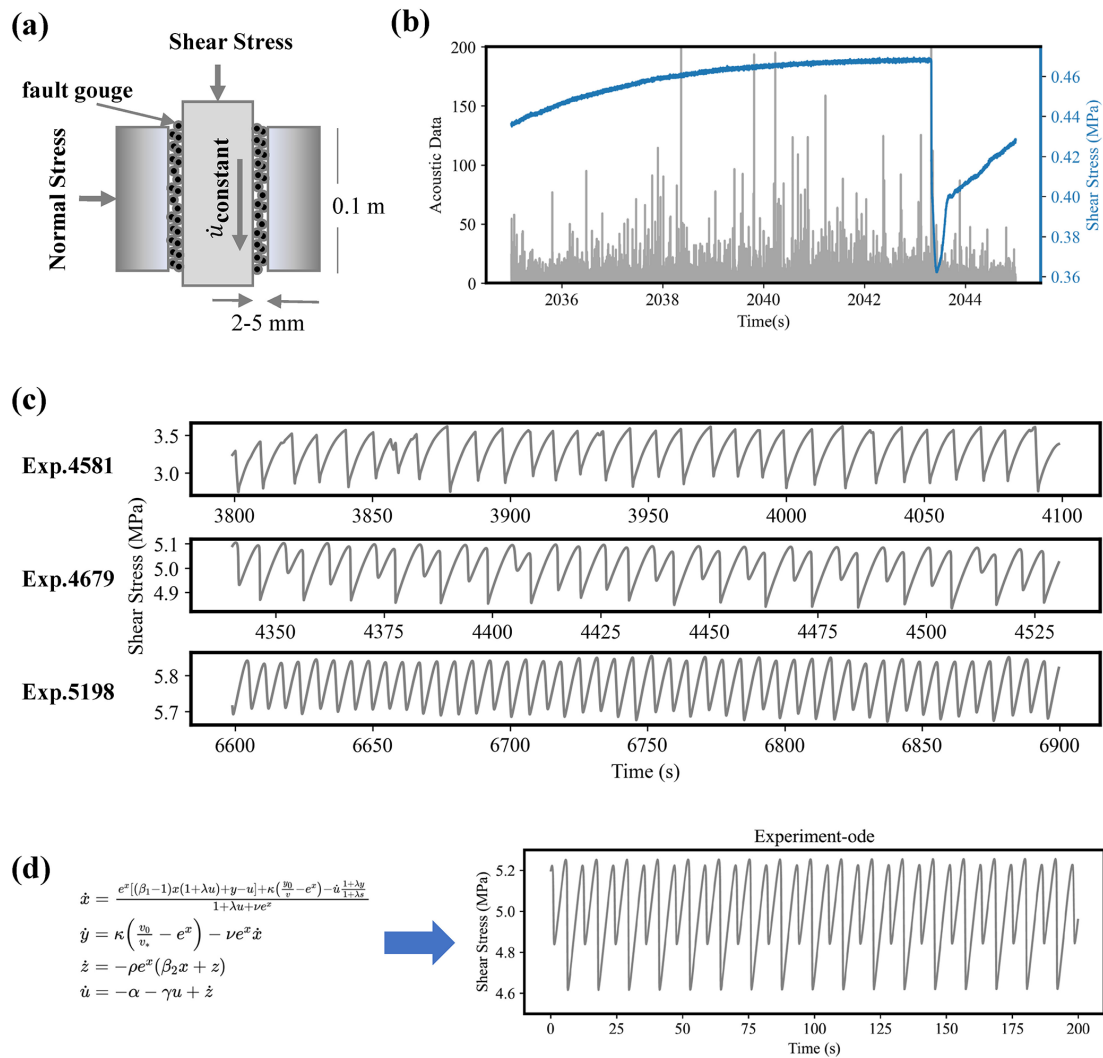 (a)
Shear Stress
fault gouge
Normal Stress
u̇constant
0.1 m
2-5 mm
(b)
200
150
100
50
0
Acoustic Data
0.46
0.44
0.42
0.40
0.38
0.36
Shear Stress (MPa)
2036 2038 2040 2042 2044
Time(s)
(c)
Exp.4581
3.5
3.0
3800 3850 3900 3950 4000 4050 4100
Shear Stress (MPa)
Exp.4679
5.1
5.0
4.9
4350 4375 4400 4425 4450 4475 4500 4525
Exp.5198
5.8
5.7
6600 6650 6700 6750 6800 6850 6900
Time (s)
(d)
ẋ = (e^x[(β₁−1)x(1+λu)+y−u]+κ(y₀/v −e^x)−u̇ (1+λy)/(1+λs))/(1+λu+νe^x)
ẏ = κ(v₀/v* − e^x) − νe^x ẋ
ż = −ρe^x(β₂x + z)
u̇ = −α − γu + ż
Experiment-ode
5.2
5.0
4.8
4.6
Shear Stress (MPa)
0 25 50 75 100 125 150 175 200
Time (s)